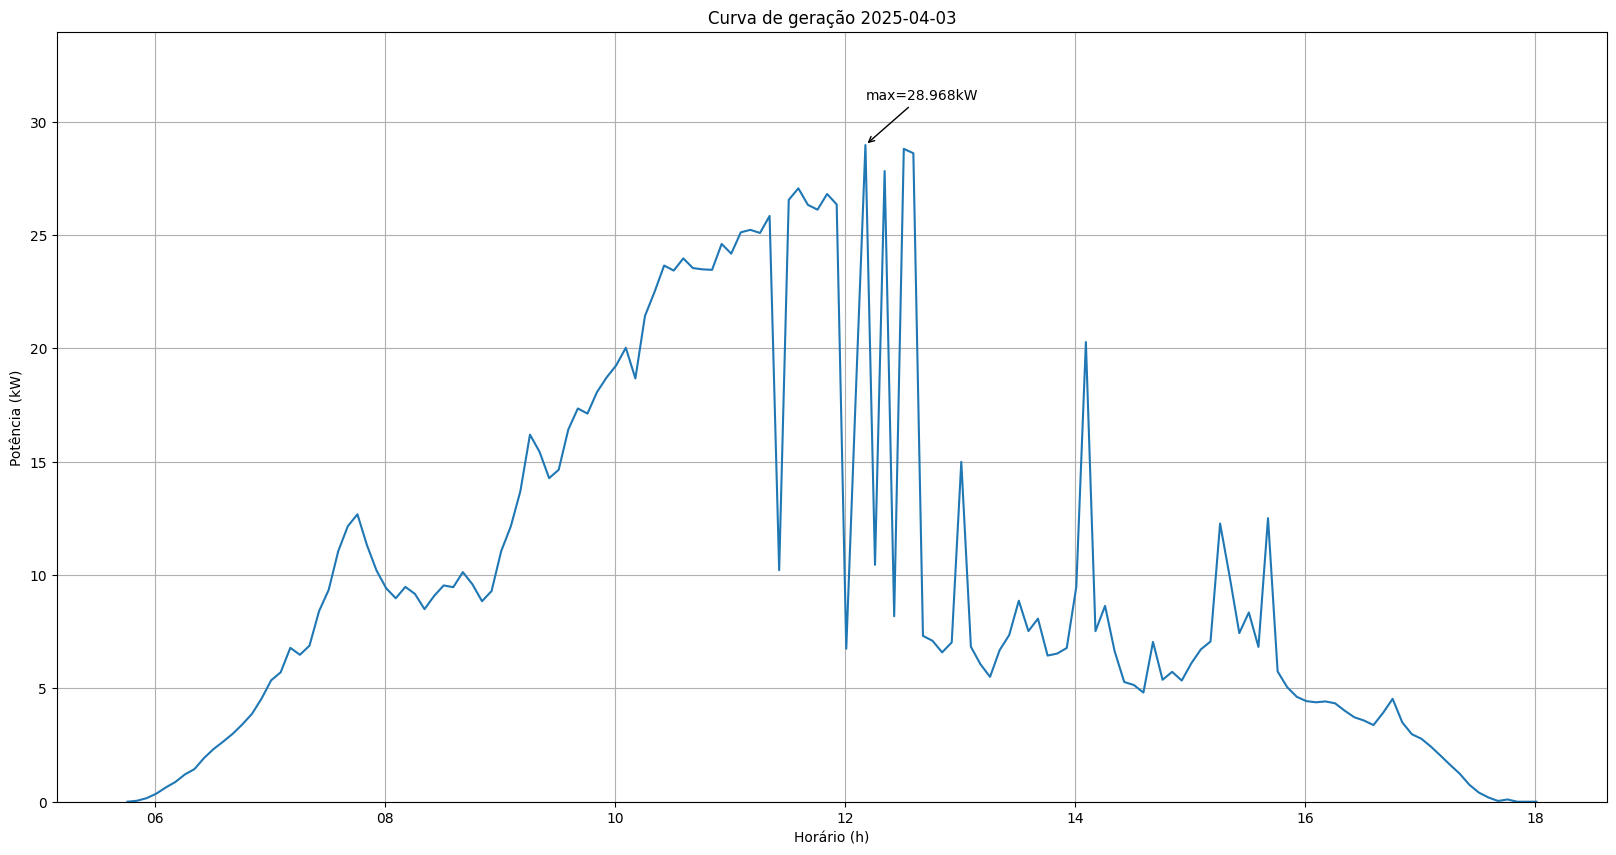 Curva de geração 2025-04-03
max=28.968kW
Potência (kW)
30
25
20
15
10
5
0
06 08 10 12 14 16 18
Horário (h)